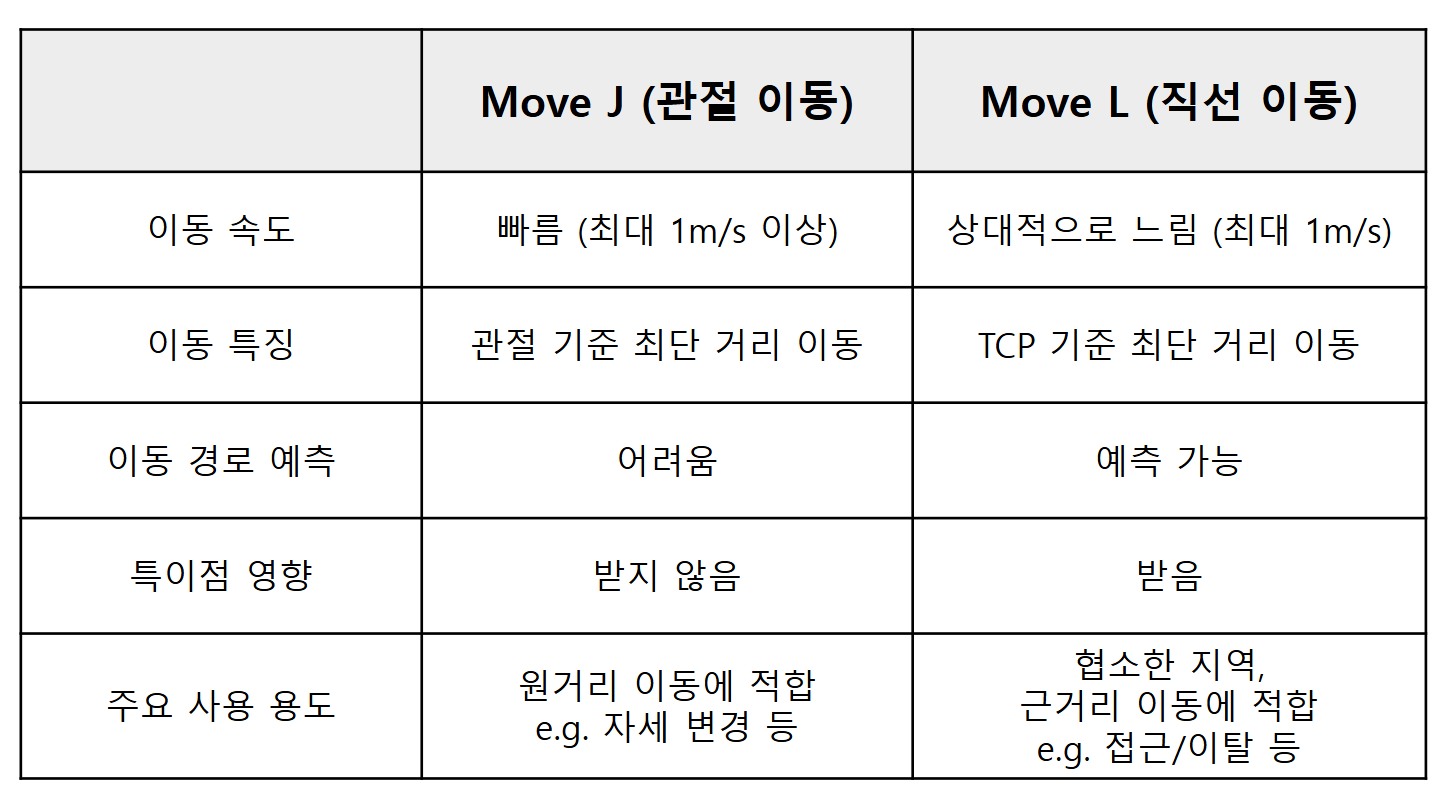 Move J (관절 이동)
Move L (직선 이동)
이동 속도
빠름 (최대 1m/s 이상)
상대적으로 느림 (최대 1m/s)
이동 특징
관절 기준 최단 거리 이동
TCP 기준 최단 거리 이동
이동 경로 예측
어려움
예측 가능
특이점 영향
받지 않음
받음
주요 사용 용도
원거리 이동에 적합
e.g. 자세 변경 등
협소한 지역,
근거리 이동에 적합
e.g. 접근/이탈 등